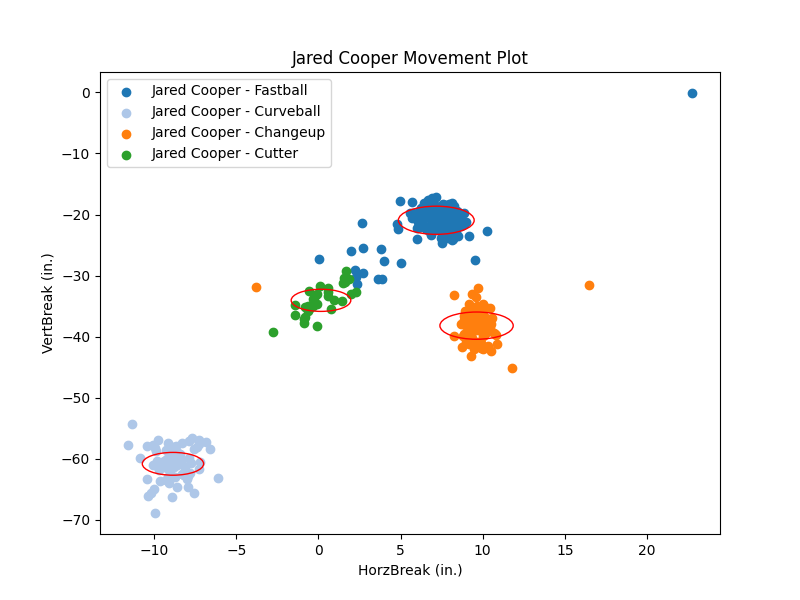 Jared Cooper Movement Plot
Jared Cooper - Fastball
Jared Cooper - Curveball
Jared Cooper - Changeup
Jared Cooper - Cutter
VertBreak (in.)
0
−10
−20
−30
−40
−50
−60
−70
−10 −5 0 5 10 15 20
HorzBreak (in.)